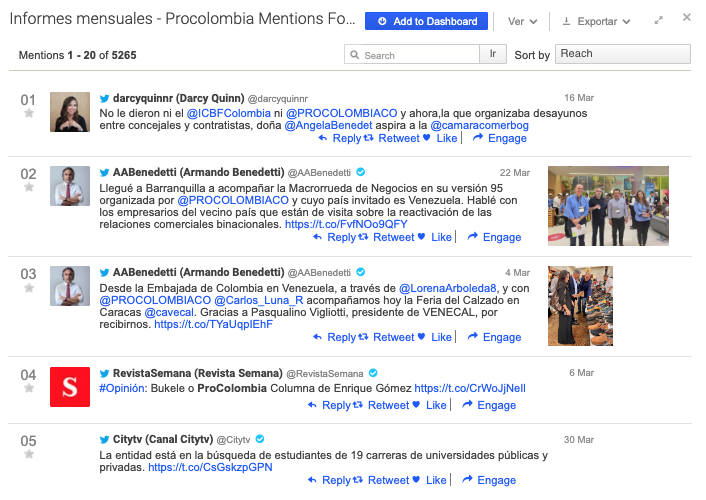 Informes mensuales - Procolombia Mentions Fo... Add to Dashboard Ver Exportar
Mentions 1 - 20 of 5265 Search Ir Sort by Reach
01 darcyquinnr (Darcy Quinn) @darcyquinnr 16 Mar
No le dieron ni el @ICBFColombia ni @PROCOLOMBIACO y ahora,la que organizaba desayunos
entre concejales y contratistas, doña @AngelaBenedet aspira a la @camaracomerbog
Reply Retweet Like Engage
02 AABenedetti (Armando Benedetti) @AABenedetti 22 Mar
Llegué a Barranquilla a acompañar la Macrorrueda de Negocios en su versión 95
organizada por @PROCOLOMBIACO y cuyo país invitado es Venezuela. Hablé con
los empresarios del vecino país que están de visita sobre la reactivación de las
relaciones comerciales binacionales. https://t.co/FvfNOo9QFY
Reply Retweet Like Engage
03 AABenedetti (Armando Benedetti) @AABenedetti 4 Mar
Desde la Embajada de Colombia en Venezuela, a través de @LorenaArboleda8, y con
@PROCOLOMBIACO @Carlos_Luna_R acompañamos hoy la Feria del Calzado en
Caracas @cavecal. Gracias a Pasqualino Vigliotti, presidente de VENECAL, por
recibirnos. https://t.co/TYaUqpIEhF
Reply Retweet Like Engage
04 S RevistaSemana (Revista Semana) @RevistaSemana 6 Mar
#Opinión: Bukele o ProColombia Columna de Enrique Gómez https://t.co/CrWoJjNeIl
Reply Retweet Like Engage
05 Citytv (Canal Citytv) @Citytv 30 Mar
La entidad está en la búsqueda de estudiantes de 19 carreras de universidades públicas y
privadas. https://t.co/CsGskzpGPN
Reply Retweet Like Engage